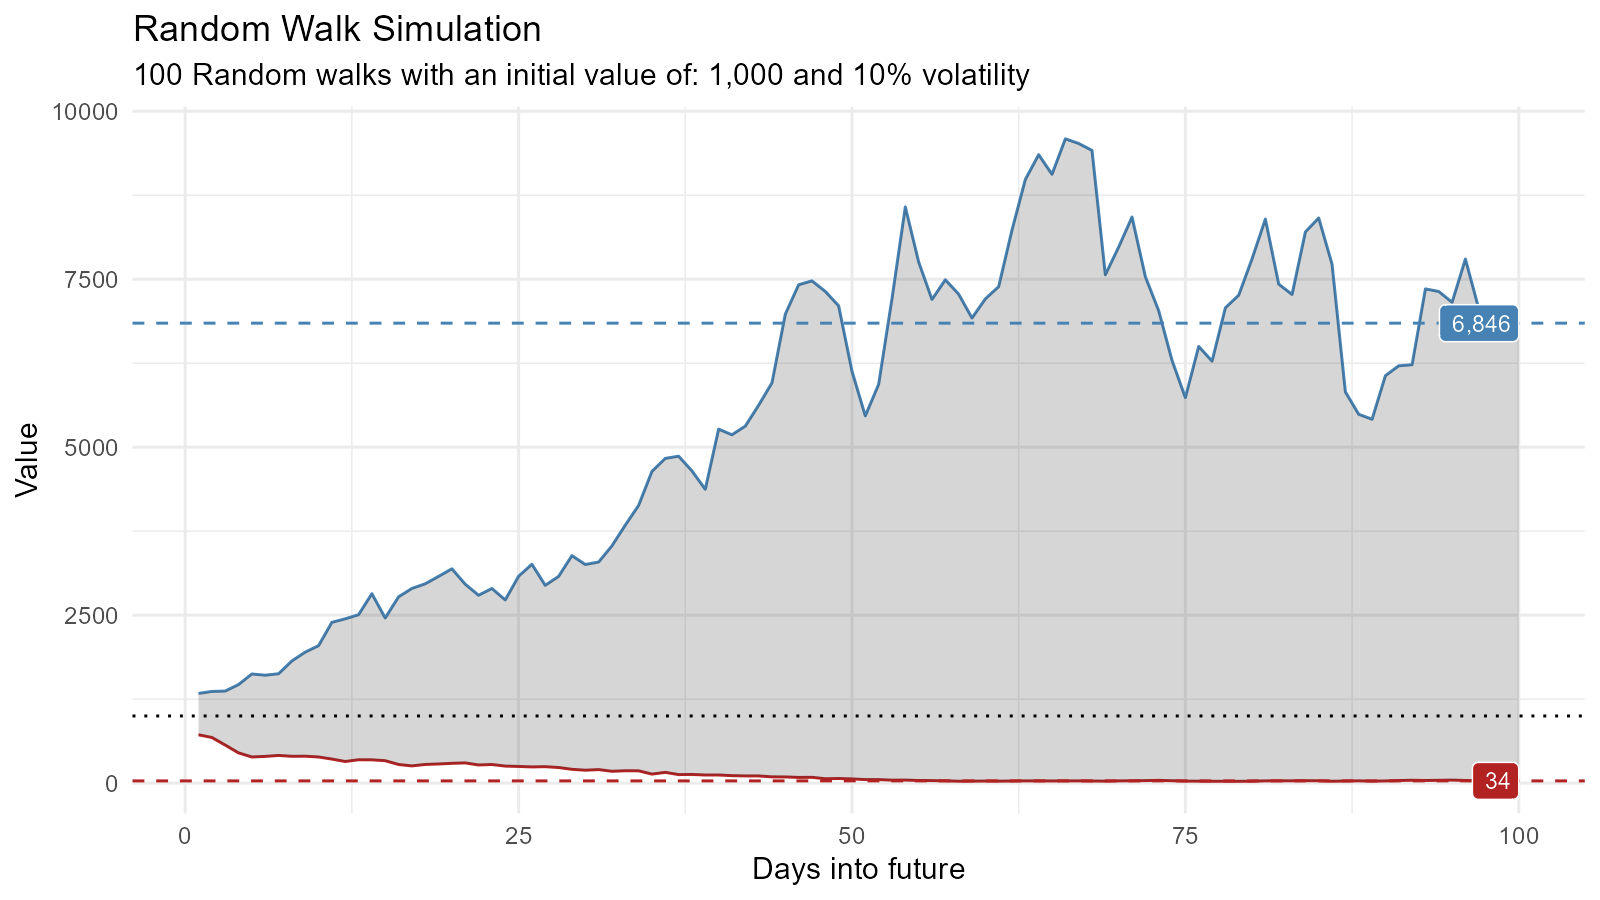 Random Walk Simulation
100 Random walks with an initial value of: 1,000 and 10% volatility
10000
7500
5000
2500
0
Value
6,846
34
0 25 50 75 100
Days into future